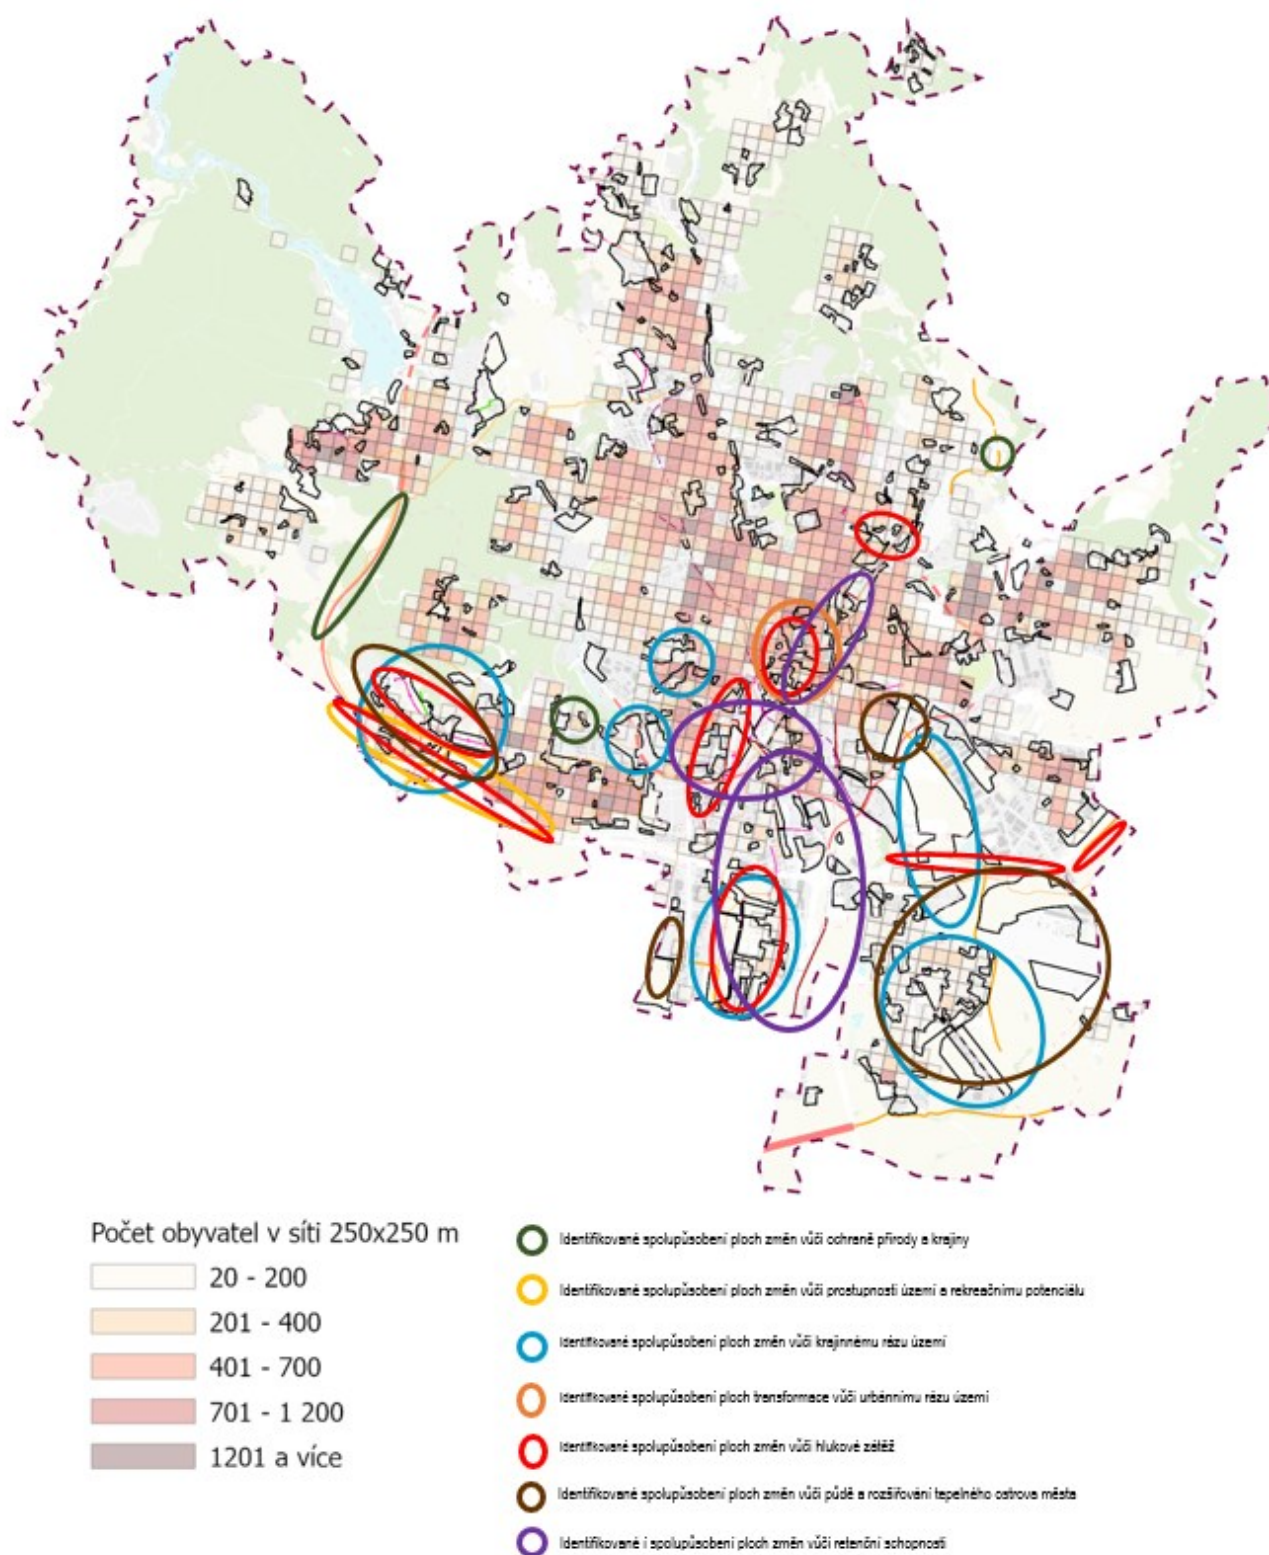 Počet obyvatel v síti 250x250 m
20 - 200
201 - 400
401 - 700
701 - 1 200
1201 a více
Identifikované spolupůsobení ploch změn vůči ochraně přírody a krajiny
Identifikované spolupůsobení ploch změn vůči prostupnosti území a rekreačnímu potenciálu
Identifikované spolupůsobení ploch změn vůči krajinnému rázu území
Identifikované spolupůsobení ploch transformace vůči urbánnímu rázu území
Identifikované spolupůsobení ploch změn vůči hlukové zátěž
Identifikované spolupůsobení ploch změn vůči půdě a rozšiřování tepelného ostrova města
Identifikované i spolupůsobení ploch změn vůči retenční schopnosti